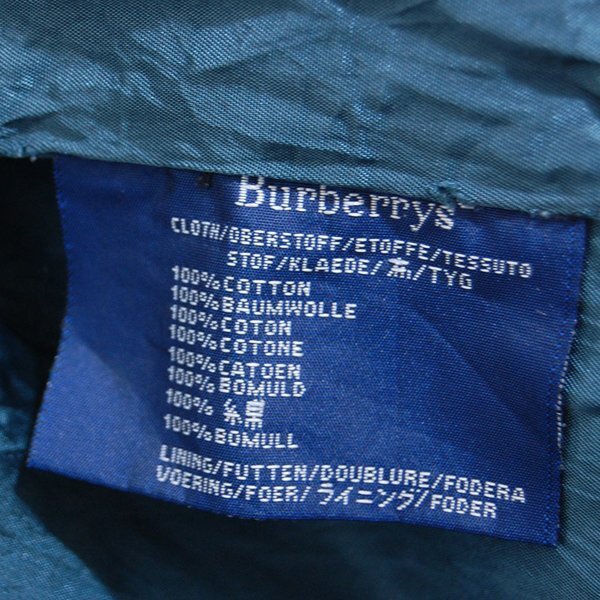 Burberrys
CLOTH/OBERSTOFF/ETOFFE/TESSUTO
STOF/KLAEDE/表/TYG
100%COTTON
100%BAUMWOLLE
100%COTON
100%COTONE
100%CATOEN
100%BOMULD
100% 綿
100%BOMULL
LINING/FUTTEN/DOUBLURE/FODERA
VOERING/FOER/ライニング/FODER